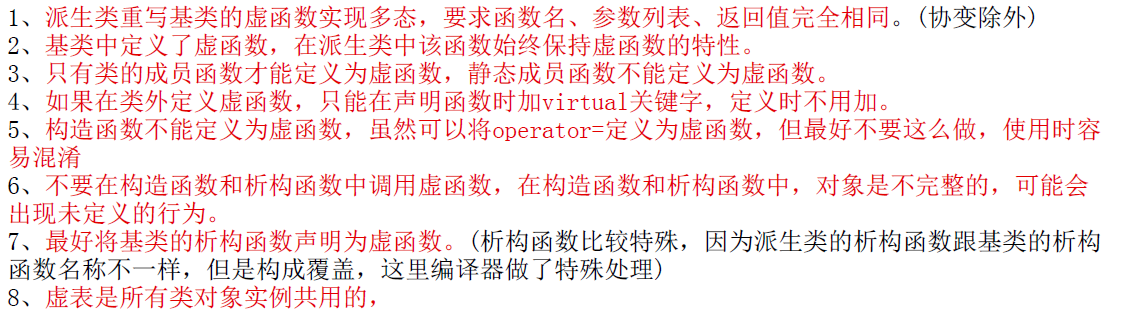 1、派生类重写基类的虚函数实现多态，要求函数名、参数列表、返回值完全相同。(协变除外)
2、基类中定义了虚函数，在派生类中该函数始终保持虚函数的特性。
3、只有类的成员函数才能定义为虚函数，静态成员函数不能定义为虚函数。
4、如果在类外定义虚函数，只能在声明函数时加virtual关键字，定义时不用加。
5、构造函数不能定义为虚函数，虽然可以将operator=定义为虚函数，但最好不要这么做，使用时容
易混淆
6、不要在构造函数和析构函数中调用虚函数，在构造函数和析构函数中，对象是不完整的，可能会
出现未定义的行为。
7、最好将基类的析构函数声明为虚函数。(析构函数比较特殊，因为派生类的析构函数跟基类的析构
函数名称不一样，但是构成覆盖，这里编译器做了特殊处理)
8、虚表是所有类对象实例共用的，